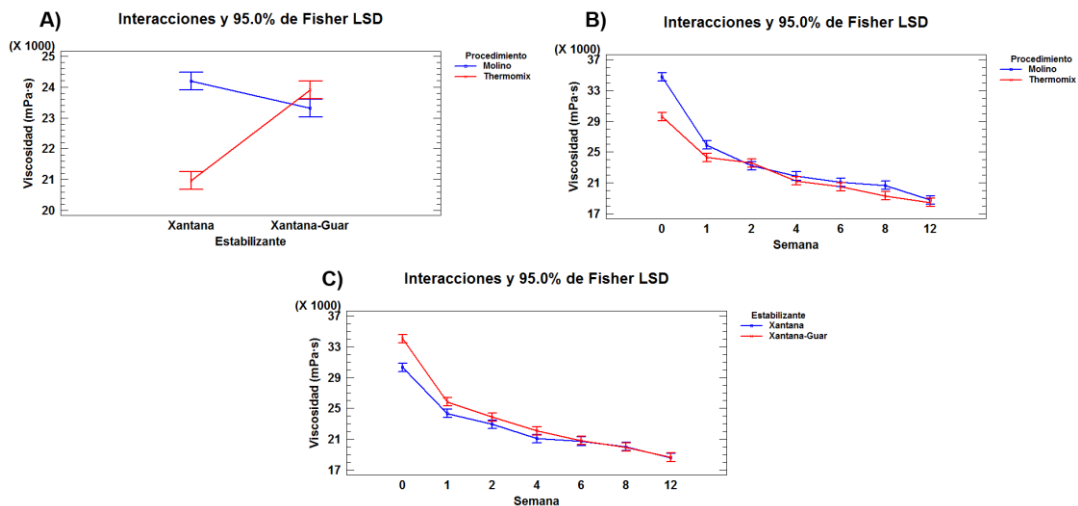 A)
Interacciones y 95.0% de Fisher LSD
(X 1000)
25
24
23
22
21
20
Viscosidad (mPa·s)
Xantana
Xantana-Guar
Estabilizante
Procedimiento
Molino
Thermomix
B)
Interacciones y 95.0% de Fisher LSD
(X 1000)
37
33
29
25
21
17
Viscosidad (mPa·s)
0 1 2 4 6 8 12
Semana
Procedimiento
Molino
Thermomix
C)
Interacciones y 95.0% de Fisher LSD
(X 1000)
37
33
29
25
21
17
Viscosidad (mPa·s)
0 1 2 4 6 8 12
Semana
Estabilizante
Xantana
Xantana-Guar